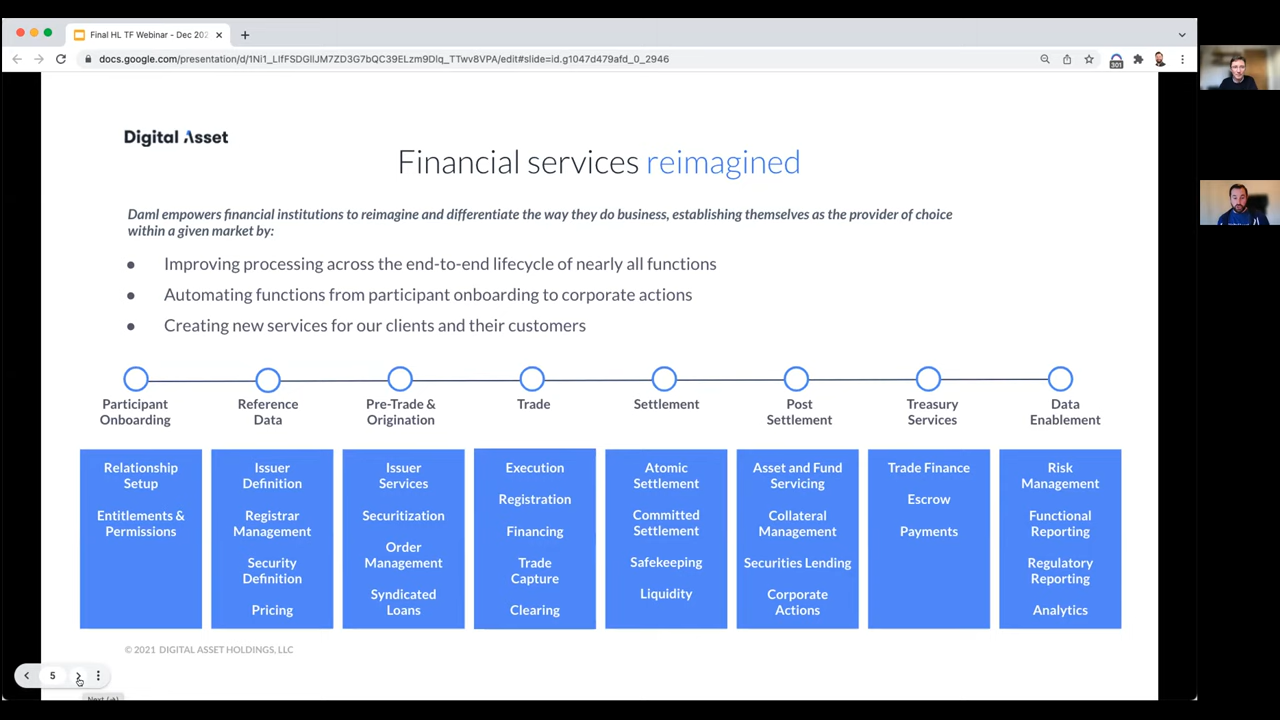 Final HL TF Webinar - Dec 202
docs.google.com/presentation/d/1Ni1_LIfFSDGIlJM7ZD3G7bQC39ELzm9Dlq_TTwv8VPA/edit#slide=id.g1047d479afd_0_2946
301
Digital Asset
Financial services reimagined
Daml empowers financial institutions to reimagine and differentiate the way they do business, establishing themselves as the provider of choice
within a given market by:
● Improving processing across the end-to-end lifecycle of nearly all functions
● Automating functions from participant onboarding to corporate actions
● Creating new services for our clients and their customers
Participant
Onboarding
Reference
Data
Pre-Trade &
Origination
Trade
Settlement
Post
Settlement
Treasury
Services
Data
Enablement
Relationship
Setup
Entitlements &
Permissions
Issuer
Definition
Registrar
Management
Security
Definition
Pricing
Issuer
Services
Securitization
Order
Management
Syndicated
Loans
Execution
Registration
Financing
Trade
Capture
Clearing
Atomic
Settlement
Committed
Settlement
Safekeeping
Liquidity
Asset and Fund
Servicing
Collateral
Management
Securities Lending
Corporate
Actions
Trade Finance
Escrow
Payments
Risk
Management
Functional
Reporting
Regulatory
Reporting
Analytics
© 2021 DIGITAL ASSET HOLDINGS, LLC
5
Next (→)